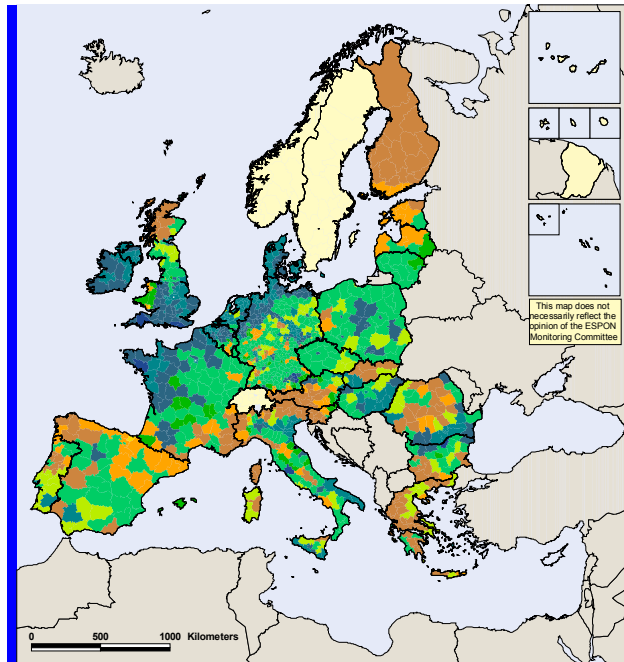 This map does not
necessarily reflect the
opinion of the ESPON
Monitoring Committee
0 500 1000 Kilometers